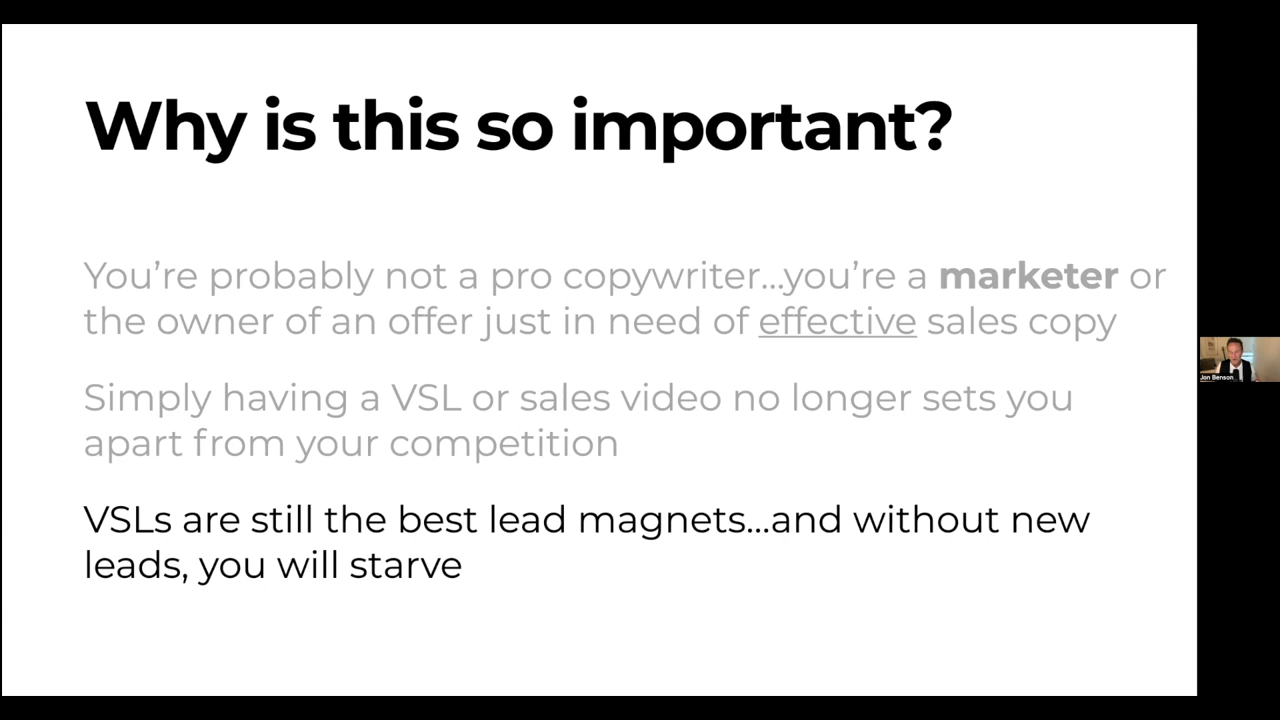 Why is this so important?
You’re probably not a pro copywriter...you’re a marketer or
the owner of an offer just in need of effective sales copy
Simply having a VSL or sales video no longer sets you
apart from your competition
VSLs are still the best lead magnets...and without new
leads, you will starve
Jon Benson